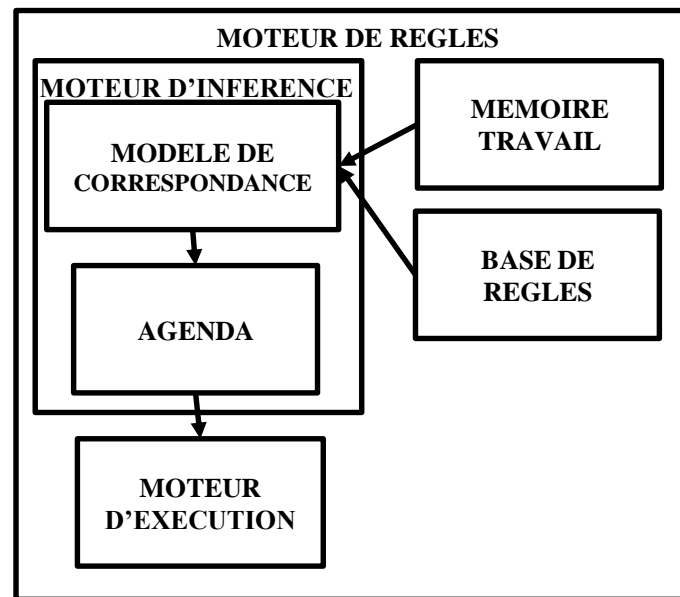 MOTEUR DE REGLES
MOTEUR D'INFERENCE
MODELE DE
CORRESPONDANCE
MEMOIRE
TRAVAIL
BASE DE
REGLES
AGENDA
MOTEUR
D'EXECUTION